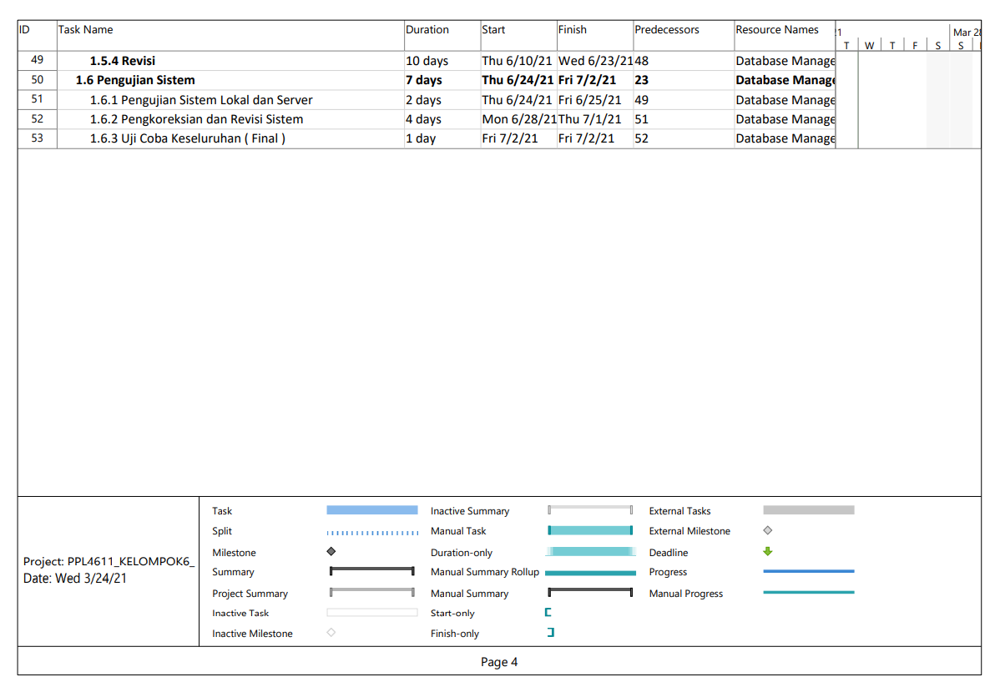 ID Task Name Duration Start Finish Predecessors Resource Names
21 Mar 28
T W T F S S
49 1.5.4 Revisi 10 days Thu 6/10/21 Wed 6/23/21 48 Database Manage
50 1.6 Pengujian Sistem 7 days Thu 6/24/21 Fri 7/2/21 23 Database Manag
51 1.6.1 Pengujian Sistem Lokal dan Server 2 days Thu 6/24/21 Fri 6/25/21 49 Database Manage
52 1.6.2 Pengkoreksian dan Revisi Sistem 4 days Mon 6/28/21 Thu 7/1/21 51 Database Manage
53 1.6.3 Uji Coba Keseluruhan ( Final ) 1 day Fri 7/2/21 Fri 7/2/21 52 Database Manage
Project: PPL4611_KELOMPOK6_
Date: Wed 3/24/21
Task
Split
Milestone
Summary
Project Summary
Inactive Task
Inactive Milestone
Inactive Summary
Manual Task
Duration-only
Manual Summary Rollup
Manual Summary
Start-only
Finish-only
External Tasks
External Milestone
Deadline
Progress
Manual Progress
Page 4